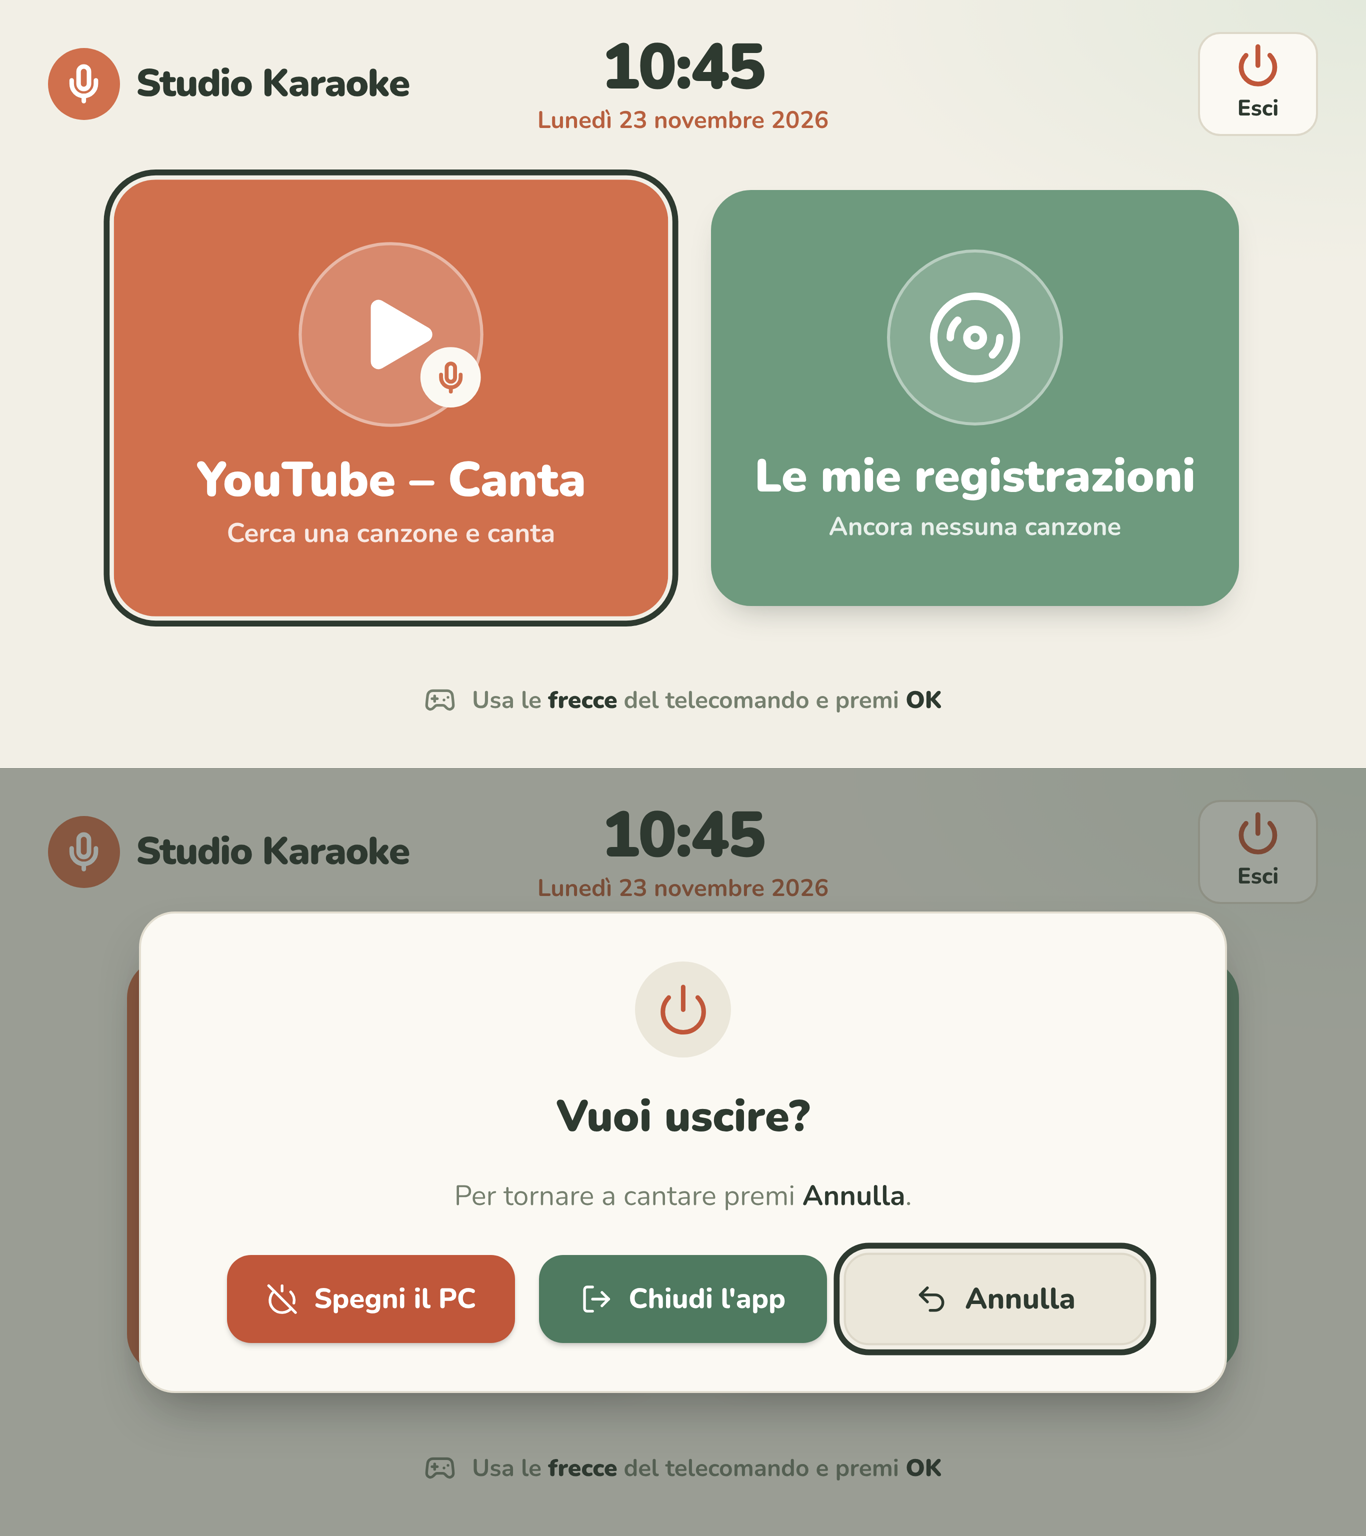 Studio Karaoke
10:45
Lunedì 23 novembre 2026
Esci
YouTube – Canta
Cerca una canzone e canta
Le mie registrazioni
Ancora nessuna canzone
Usa le frecce del telecomando e premi OK
Studio Karaoke
10:45
Lunedì 23 novembre 2026
Esci
Vuoi uscire?
Per tornare a cantare premi Annulla.
Spegni il PC
Chiudi l'app
Annulla
Usa le frecce del telecomando e premi OK